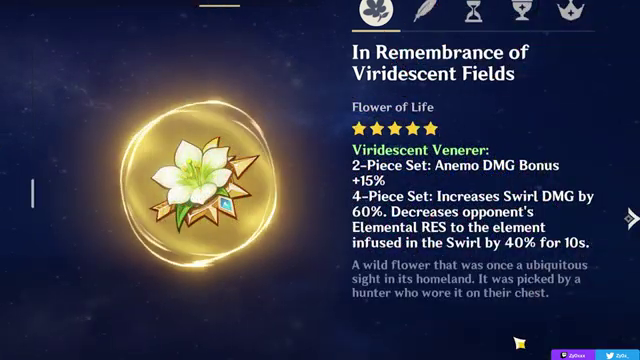 In Remembrance of
Viridescent Fields
Flower of Life
Viridescent Venerer:
2-Piece Set: Anemo DMG Bonus
+15%
4-Piece Set: Increases Swirl DMG by
60%. Decreases opponent's
Elemental RES to the element
infused in the Swirl by 40% for 10s.
A wild flower that was once a ubiquitous
sight in its homeland. It was picked by a
hunter who wore it on their chest.